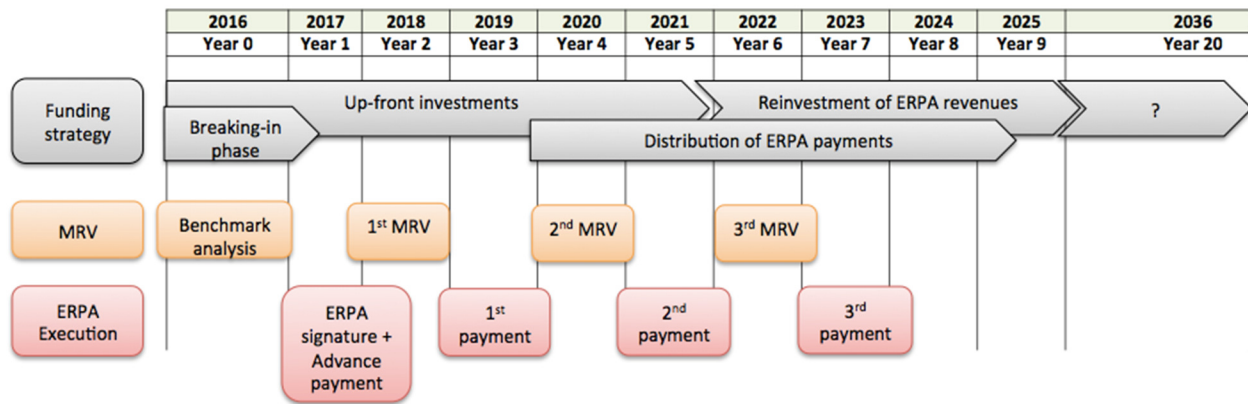 2016 2017 2018 2019 2020 2021 2022 2023 2024 2025 2036
Year 0 Year 1 Year 2 Year 3 Year 4 Year 5 Year 6 Year 7 Year 8 Year 9 Year 20
Funding
strategy
Up-front investments
Reinvestment of ERPA revenues
?
Breaking-in
phase
Distribution of ERPA payments
MRV
Benchmark
analysis
1st MRV
2nd MRV
3rd MRV
ERPA
Execution
ERPA
signature +
Advance
payment
1st
payment
2nd
payment
3rd
payment